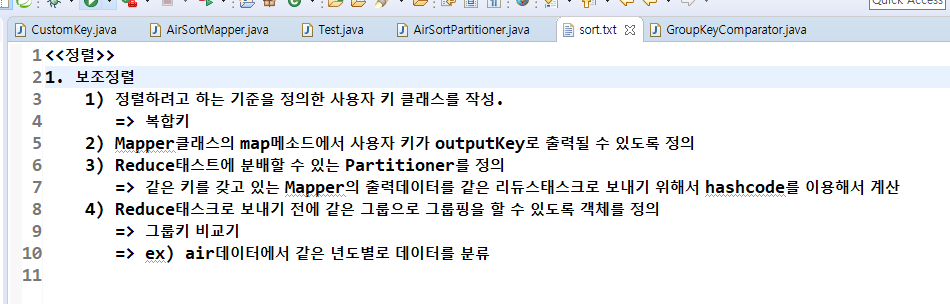 Quick Access
CustomKey.java AirSortMapper.java Test.java AirSortPartitioner.java sort.txt GroupKeyComparator.java
1 <<정렬>>
2 1. 보조정렬
3 1) 정렬하려고 하는 기준을 정의한 사용자 키 클래스를 작성.
4 => 복합키
5 2) Mapper클래스의 map메소드에서 사용자 키가 outputKey로 출력될 수 있도록 정의
6 3) Reduce태스트에 분배할 수 있는 Partitioner를 정의
7 => 같은 키를 갖고 있는 Mapper의 출력데이터를 같은 리듀스태스크로 보내기 위해서 hashcode를 이용해서 계산
8 4) Reduce태스크로 보내기 전에 같은 그룹으로 그룹핑을 할 수 있도록 객체를 정의
9 => 그룹키 비교기
10 => ex) air데이터에서 같은 년도별로 데이터를 분류
11